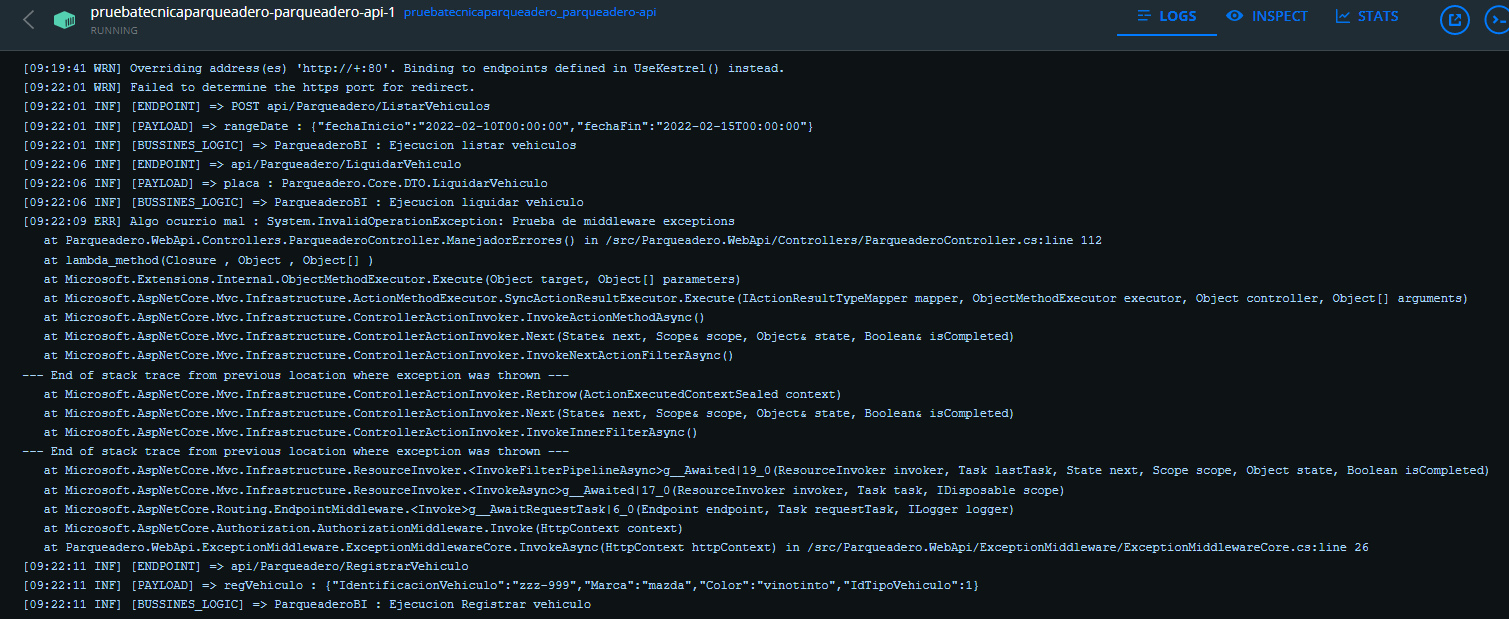 pruebatecnicaparqueadero-parqueadero-api-1 pruebatecnicaparqueadero_parqueadero-api
RUNNING
LOGS INSPECT STATS
[09:19:41 WRN] Overriding address(es) 'http://+:80'. Binding to endpoints defined in UseKestrel() instead.
[09:22:01 WRN] Failed to determine the https port for redirect.
[09:22:01 INF] [ENDPOINT] => POST api/Parqueadero/ListarVehiculos
[09:22:01 INF] [PAYLOAD] => rangeDate : {"fechaInicio":"2022-02-10T00:00:00","fechaFin":"2022-02-15T00:00:00"}
[09:22:01 INF] [BUSSINES_LOGIC] => ParqueaderoBI : Ejecucion listar vehiculos
[09:22:06 INF] [ENDPOINT] => api/Parqueadero/LiquidarVehiculo
[09:22:06 INF] [PAYLOAD] => placa : Parqueadero.Core.DTO.LiquidarVehiculo
[09:22:06 INF] [BUSSINES_LOGIC] => ParqueaderoBI : Ejecucion liquidar vehiculo
[09:22:09 ERR] Algo ocurrio mal : System.InvalidOperationException: Prueba de middleware exceptions
at Parqueadero.WebApi.Controllers.ParqueaderoController.ManejadorErrores() in /src/Parqueadero.WebApi/Controllers/ParqueaderoController.cs:line 112
at lambda_method(Closure , Object , Object[] )
at Microsoft.Extensions.Internal.ObjectMethodExecutor.Execute(Object target, Object[] parameters)
at Microsoft.AspNetCore.Mvc.Infrastructure.ActionMethodExecutor.SyncActionResultExecutor.Execute(IActionResultTypeMapper mapper, ObjectMethodExecutor executor, Object controller, Object[] arguments)
at Microsoft.AspNetCore.Mvc.Infrastructure.ControllerActionInvoker.InvokeActionMethodAsync()
at Microsoft.AspNetCore.Mvc.Infrastructure.ControllerActionInvoker.Next(State& next, Scope& scope, Object& state, Boolean& isCompleted)
at Microsoft.AspNetCore.Mvc.Infrastructure.ControllerActionInvoker.InvokeNextActionFilterAsync()
--- End of stack trace from previous location where exception was thrown ---
at Microsoft.AspNetCore.Mvc.Infrastructure.ControllerActionInvoker.Rethrow(ActionExecutedContextSealed context)
at Microsoft.AspNetCore.Mvc.Infrastructure.ControllerActionInvoker.Next(State& next, Scope& scope, Object& state, Boolean& isCompleted)
at Microsoft.AspNetCore.Mvc.Infrastructure.ControllerActionInvoker.InvokeInnerFilterAsync()
--- End of stack trace from previous location where exception was thrown ---
at Microsoft.AspNetCore.Mvc.Infrastructure.ResourceInvoker.<InvokeFilterPipelineAsync>g__Awaited|19_0(ResourceInvoker invoker, Task lastTask, State next, Scope scope, Object state, Boolean isCompleted)
at Microsoft.AspNetCore.Mvc.Infrastructure.ResourceInvoker.<InvokeAsync>g__Awaited|17_0(ResourceInvoker invoker, Task task, IDisposable scope)
at Microsoft.AspNetCore.Routing.EndpointMiddleware.<Invoke>g__AwaitRequestTask|6_0(Endpoint endpoint, Task requestTask, ILogger logger)
at Microsoft.AspNetCore.Authorization.AuthorizationMiddleware.Invoke(HttpContext context)
at Parqueadero.WebApi.ExceptionMiddleware.ExceptionMiddlewareCore.InvokeAsync(HttpContext httpContext) in /src/Parqueadero.WebApi/ExceptionMiddleware/ExceptionMiddlewareCore.cs:line 26
[09:22:11 INF] [ENDPOINT] => api/Parqueadero/RegistrarVehiculo
[09:22:11 INF] [PAYLOAD] => regVehiculo : {"IdentificacionVehiculo":"zzz-999","Marca":"mazda","Color":"vinotinto","IdTipoVehiculo":1}
[09:22:11 INF] [BUSSINES_LOGIC] => ParqueaderoBI : Ejecucion Registrar vehiculo